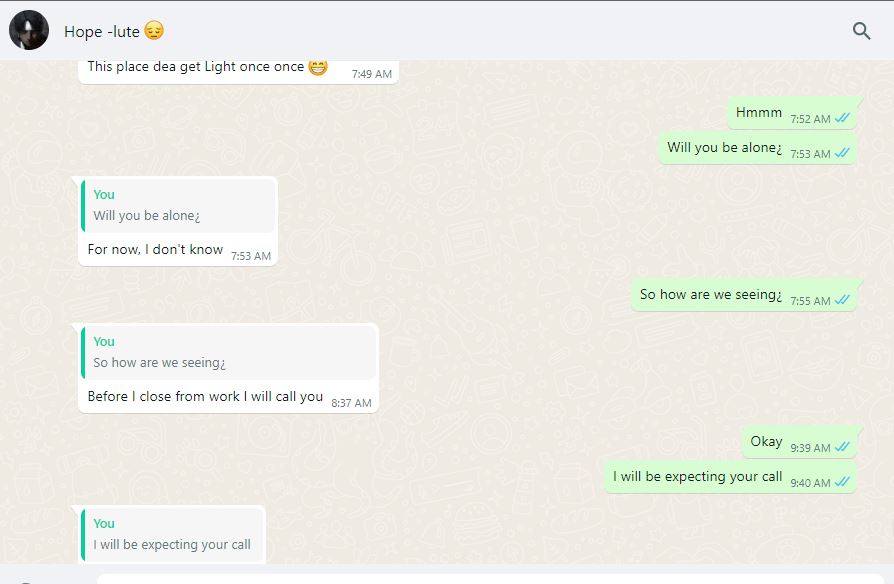 Hope -lute 😔
This place dea get Light once once 😁
7:49 AM
Hmmm
7:52 AM
Will you be alone¿
7:53 AM
You
Will you be alone¿
For now, I don't know
7:53 AM
So how are we seeing¿
7:55 AM
You
So how are we seeing¿
Before I close from work I will call you
8:37 AM
Okay
9:39 AM
I will be expecting your call
9:40 AM
You
I will be expecting your call